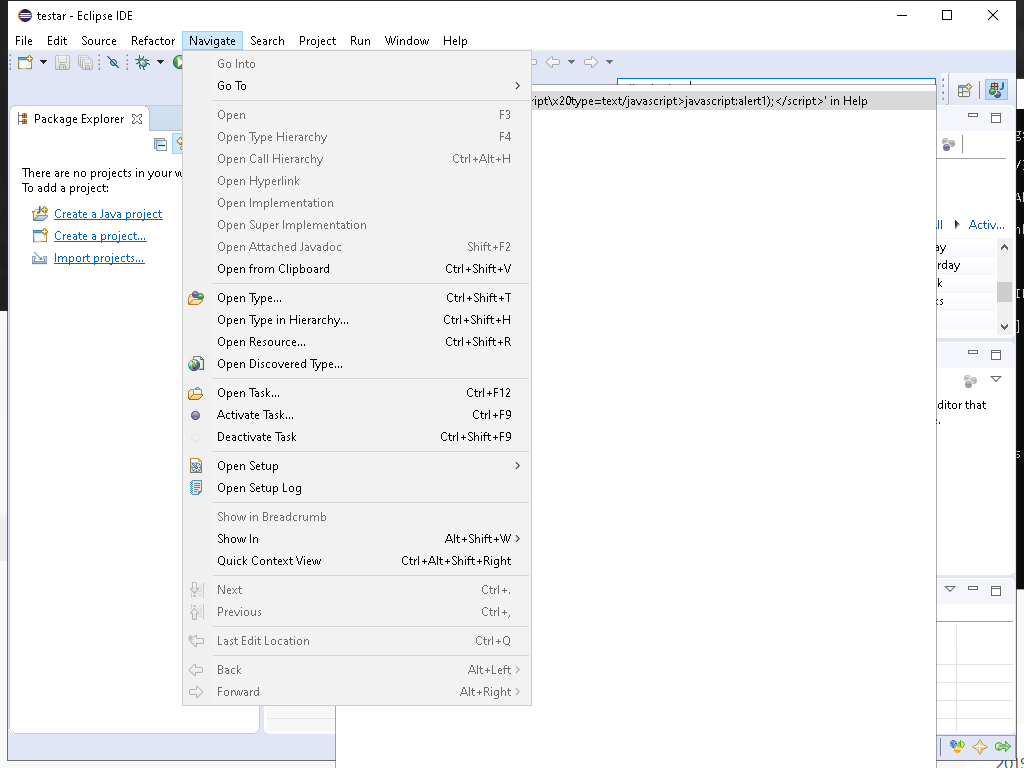 testar - Eclipse IDE
File Edit Source Refactor Navigate Search Project Run Window Help
Go Into
Go To
Package Explorer
ript\x20type=text/javascript>javascript:alert1);</script>' in Help
Open F3
Open Type Hierarchy F4
Open Call Hierarchy Ctrl+Alt+H
There are no projects in your w
Open Hyperlink
To add a project:
Open Implementation
Create a Java project
Open Super Implementation
All Activ...
Create a project...
Open Attached Javadoc Shift+F2
ay
Import projects...
Open from Clipboard Ctrl+Shift+V
rday
k
Open Type... Ctrl+Shift+T
ks
Open Type in Hierarchy... Ctrl+Shift+H
Open Resource... Ctrl+Shift+R
Open Discovered Type...
Open Task... Ctrl+F12
ditor that
Activate Task... Ctrl+F9
Deactivate Task Ctrl+Shift+F9
Open Setup
Open Setup Log
Show in Breadcrumb
Show In Alt+Shift+W
Quick Context View Ctrl+Alt+Shift+Right
Next Ctrl+.
Previous Ctrl+,
Last Edit Location Ctrl+Q
Back Alt+Left
Forward Alt+Right